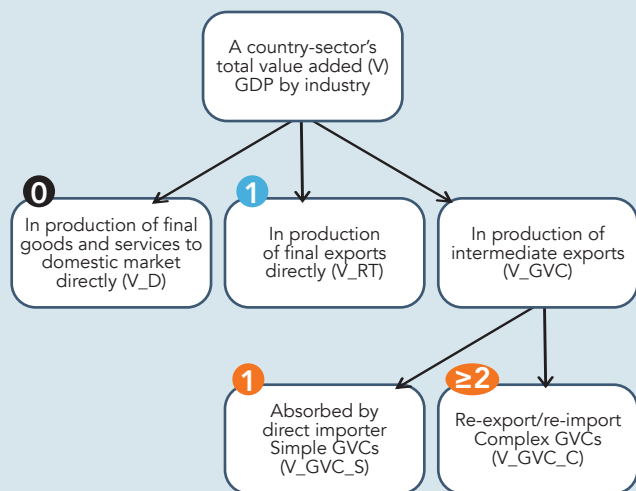 A country-sector's
total value added (V)
GDP by industry
0
In production of final
goods and services to
domestic market
directly (V_D)
1
In production
of final exports
directly (V_RT)
In production of
intermediate exports
(V_GVC)
1
Absorbed by
direct importer
Simple GVCs
(V_GVC_S)
≥2
Re-export/re-import
Complex GVCs
(V_GVC_C)